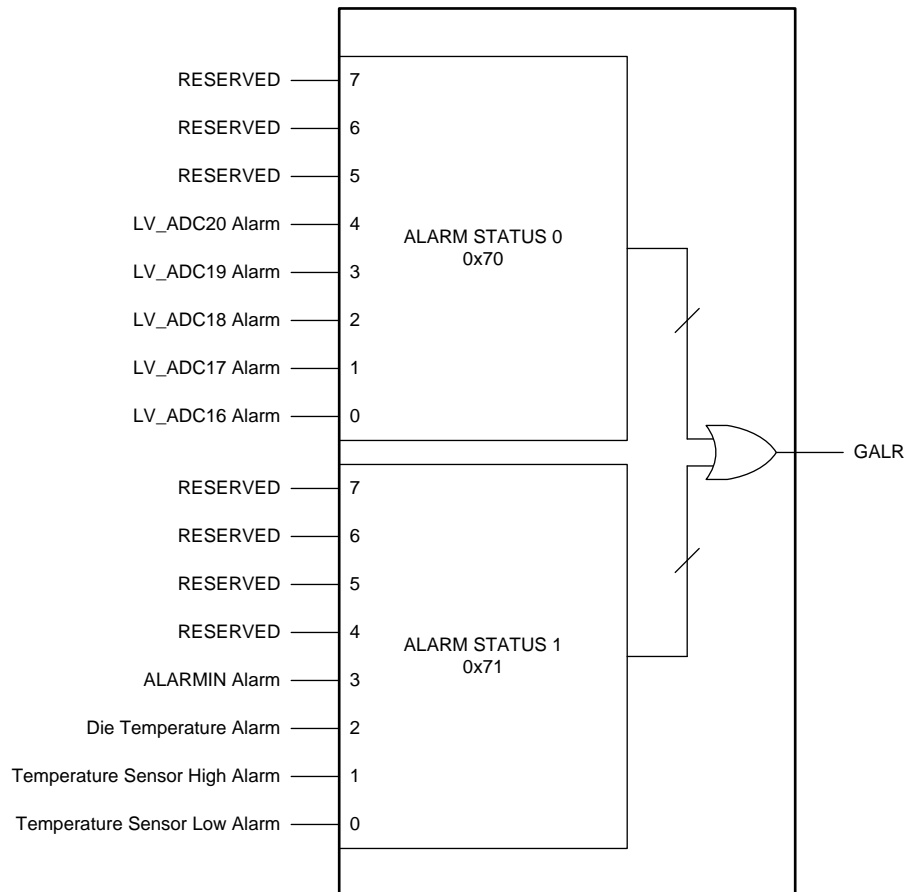 RESERVED 7
RESERVED 6
RESERVED 5
LV_ADC20 Alarm 4
ALARM STATUS 0
0x70
LV_ADC19 Alarm 3
LV_ADC18 Alarm 2
LV_ADC17 Alarm 1
LV_ADC16 Alarm 0
GALR
RESERVED 7
RESERVED 6
RESERVED 5
RESERVED 4
ALARM STATUS 1
0x71
ALARMIN Alarm 3
Die Temperature Alarm 2
Temperature Sensor High Alarm 1
Temperature Sensor Low Alarm 0